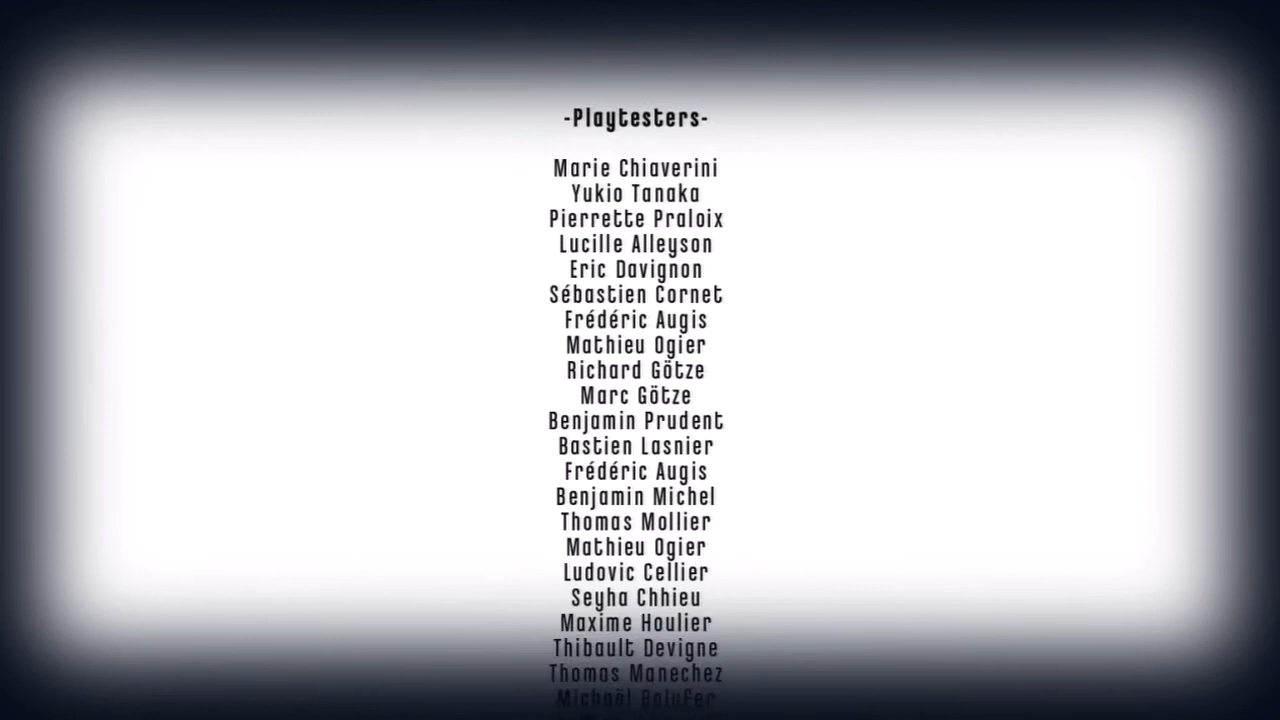 -Playtesters-
Marie Chiaverini
Yukio Tanaka
Pierrette Praloix
Lucille Alleyson
Eric Davignon
Sébastien Cornet
Frédéric Augis
Mathieu Ogier
Richard Götze
Marc Götze
Benjamin Prudent
Bastien Lasnier
Frédéric Augis
Benjamin Michel
Thomas Mollier
Mathieu Ogier
Ludovic Cellier
Seyha Chhieu
Maxime Houlier
Thibault Devigne
Thomas Manechez
Michaël